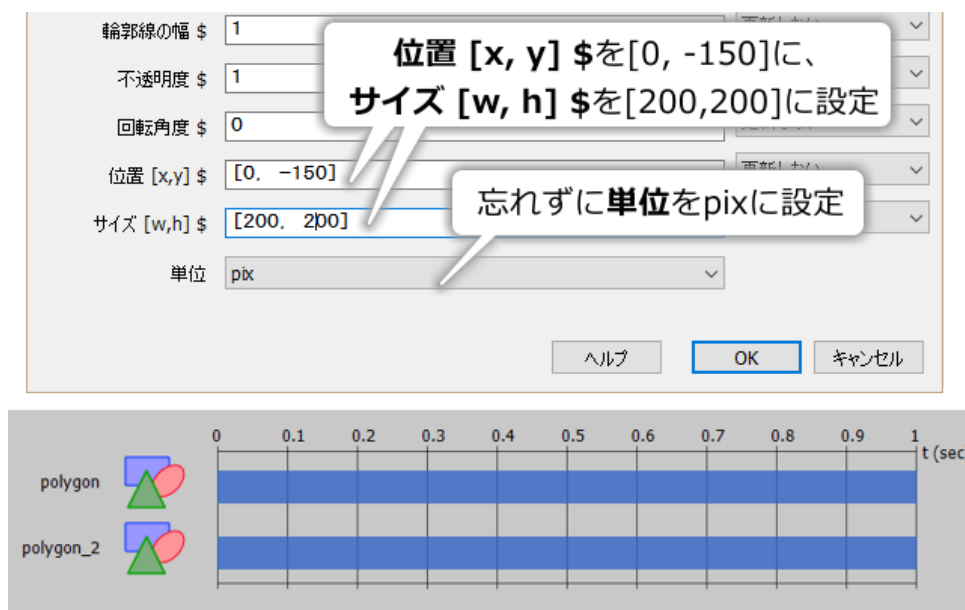 輪郭線の幅 $ 1
位置 [x, y] $を[0, -150]に、
サイズ [w, h] $を[200,200]に設定
不透明度 $ 1
回転角度 $ 0
位置 [x,y] $ [0, -150]
忘れずに単位をpixに設定
サイズ [w,h] $ [200, 200]
単位 pix
ヘルプ OK キャンセル
0 0.1 0.2 0.3 0.4 0.5 0.6 0.7 0.8 0.9 1
t (sec
polygon
polygon_2